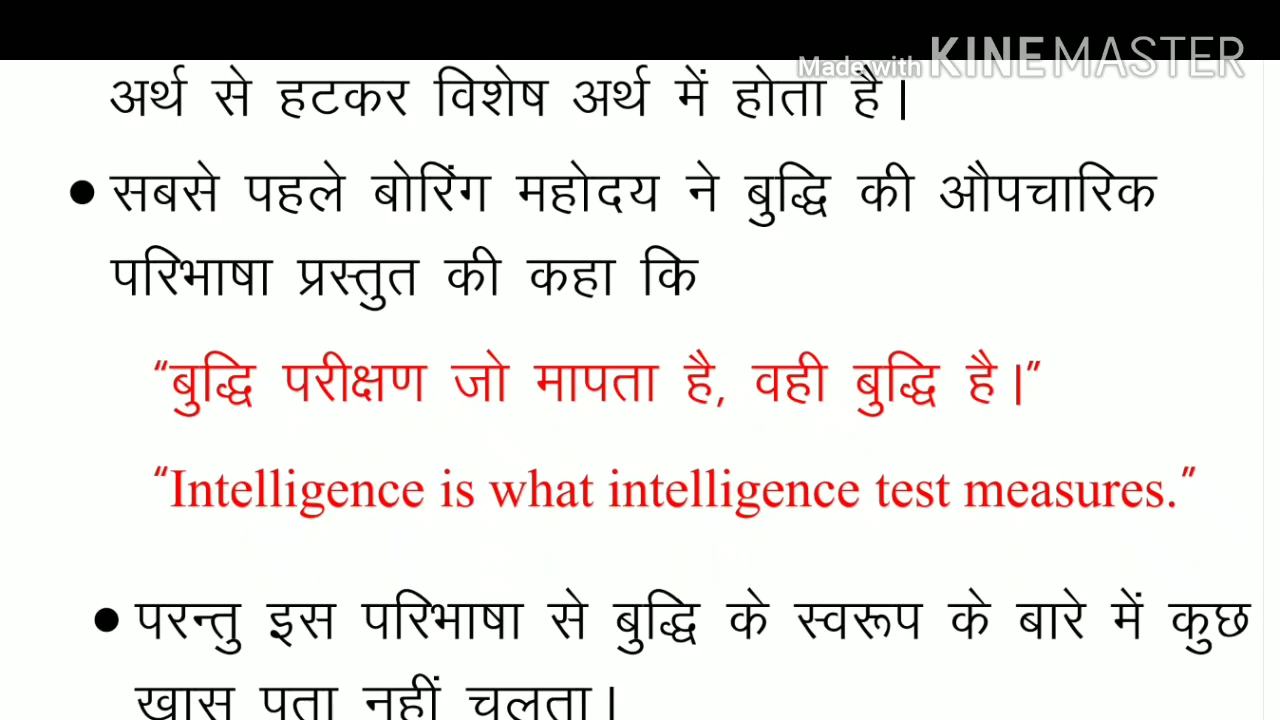 Made with KINEMASTER
अर्थ से हटकर विशेष अर्थ में होता है।
● सबसे पहले बोरिंग महोदय ने बुद्धि की औपचारिक
परिभाषा प्रस्तुत की कहा कि
“बुद्धि परीक्षण जो मापता है, वही बुद्धि है।”
“Intelligence is what intelligence test measures.”
● परन्तु इस परिभाषा से बुद्धि के स्वरूप के बारे में कुछ
खास पता नहीं चलता।